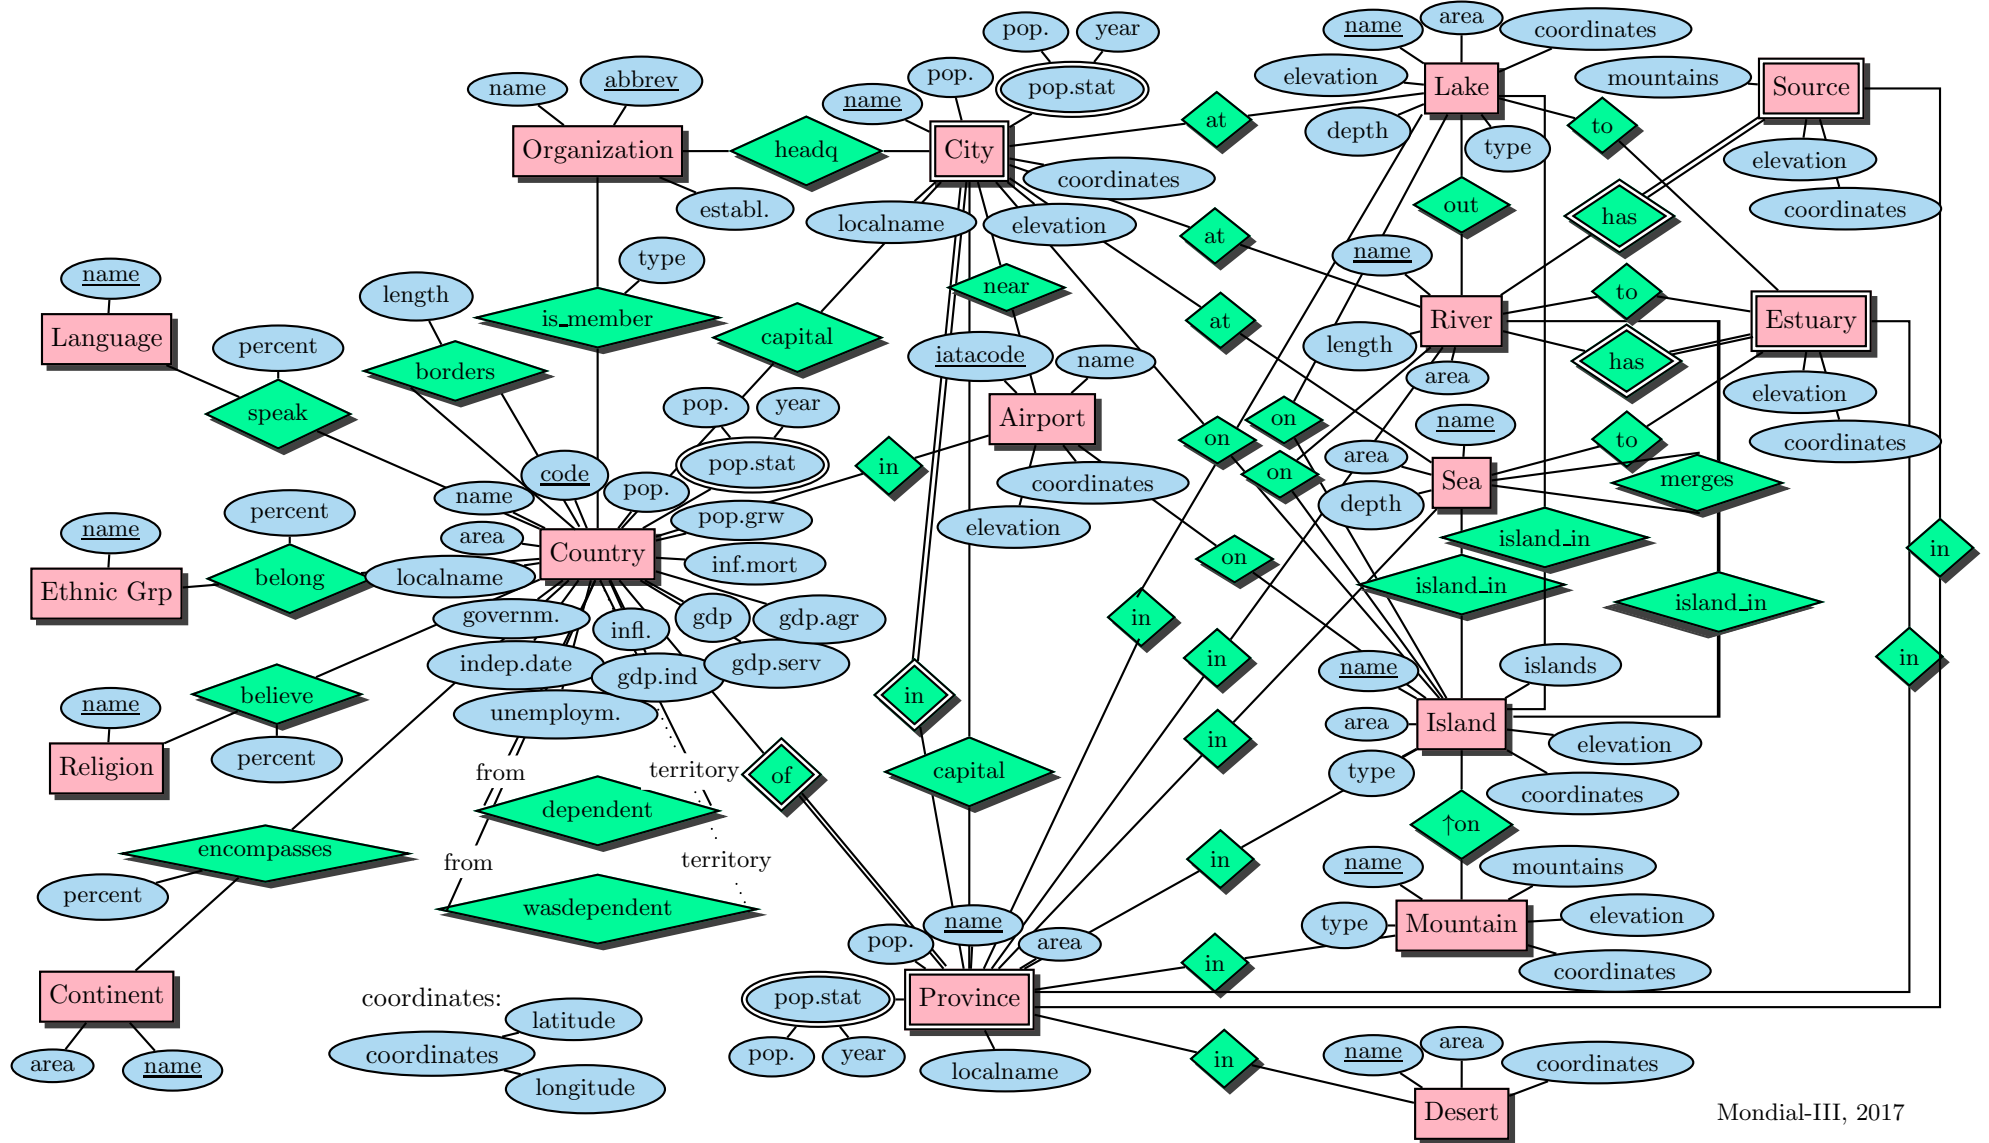 pop.
year
name
area
coordinates
name
abbrev
pop.
pop.stat
name
elevation
Lake
mountains
Source
Organization
headq
City
at
depth
type
to
elevation
coordinates
establ.
localname
elevation
coordinates
at
out
has
name
type
name
Language
length
is_member
near
capital
at
River
to
Estuary
length
has
percent
borders
iatacode
name
area
elevation
speak
pop.
year
Airport
on
on
name
coordinates
pop.stat
in
area
to
name
code
pop.
on
Sea
merges
depth
coordinates
name
percent
pop.grw
elevation
area
Country
inf.mort
on
island_in
in
Ethnic Grp
belong
localname
island_in
island_in
governm.
infl.
gdp
gdp.agr
in
indep.date
gdp.ind
gdp.serv
in
name
islands
in
name
believe
unemploym.
in
area
Island
elevation
in
Religion
percent
from
territory
of
capital
type
coordinates
dependent
↑on
encompasses
from
territory
in
name
mountains
percent
wasdependent
name
type
Mountain
elevation
pop.
area
in
coordinates
Continent
coordinates:
pop.stat
Province
latitude
coordinates
area
name
longitude
pop.
year
localname
in
name
area
coordinates
Desert
Mondial-III, 2017